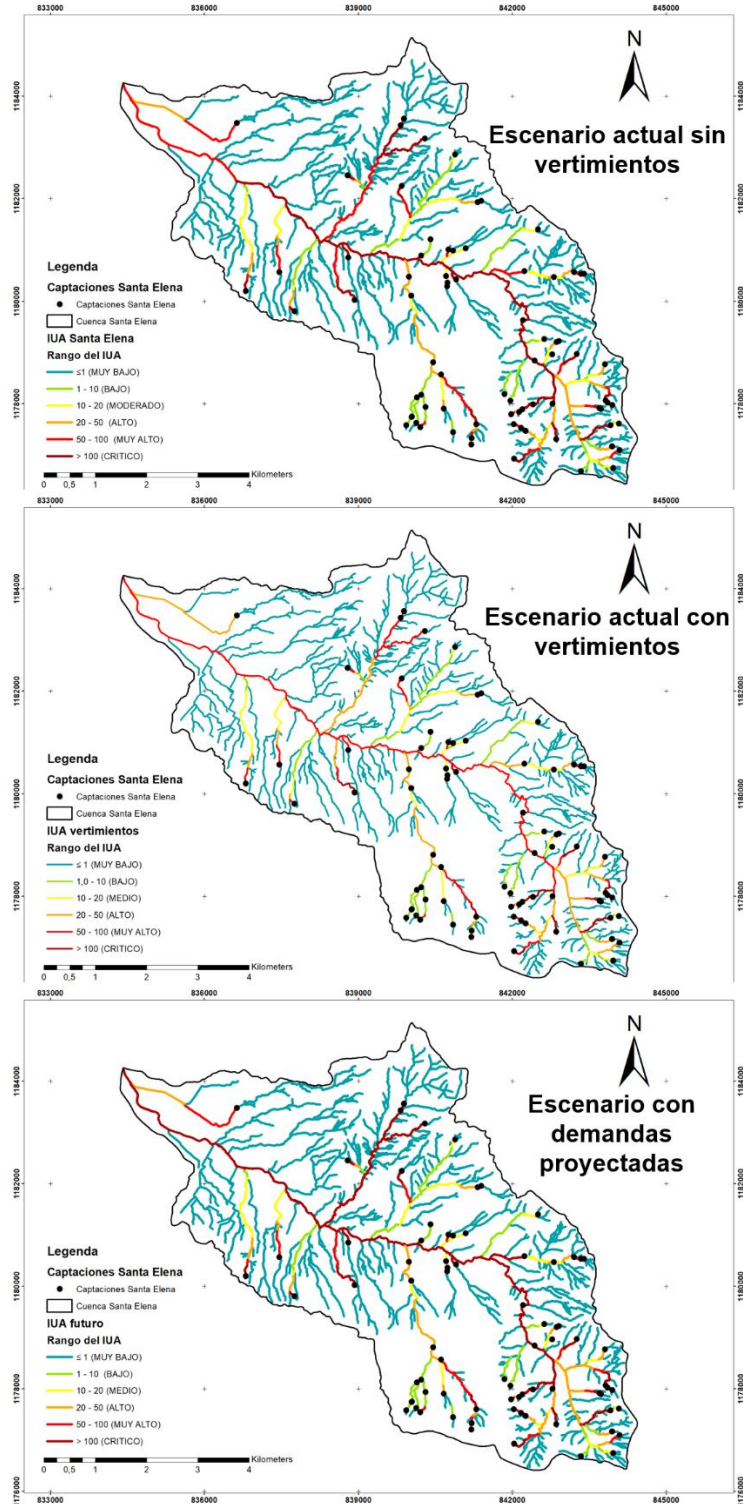 833000 836000 839000 842000 845000
N
Escenario actual sin
vertimientos
1184000
1182000
1180000
1178000
Legenda
Captaciones Santa Elena
Captaciones Santa Elena
Cuenca Santa Elena
IUA Santa Elena
Rango del IUA
≤1 (MUY BAJO)
1 - 10 (BAJO)
10 - 20 (MODERADO)
20 - 50 (ALTO)
50 - 100 (MUY ALTO)
> 100 (CRITICO)
Kilometers
0 0,5 1 2 3 4
833000 836000 839000 842000 845000
N
Escenario actual con
vertimientos
1184000
1182000
1180000
1178000
Legenda
Captaciones Santa Elena
Captaciones Santa Elena
Cuenca Santa Elena
IUA vertimientos
Rango del IUA
≤ 1 (MUY BAJO)
1,0 - 10 (BAJO)
10 - 20 (MEDIO)
20 - 50 (ALTO)
50 - 100 (MUY ALTO)
> 100 (CRITICO)
Kilometers
0 0,5 1 2 3 4
833000 836000 839000 842000 845000
N
Escenario con
demandas
proyectadas
1184000
1182000
1180000
1178000
1176000
Legenda
Captaciones Santa Elena
Captaciones Santa Elena
Cuenca Santa Elena
IUA futuro
Rango del IUA
≤ 1 (MUY BAJO)
1 - 10 (BAJO)
10 - 20 (MEDIO)
20 - 50 (ALTO)
50 - 100 (MUY ALTO)
> 100 (CRITICO)
Kilometers
0 0,5 1 2 3 4
833000 836000 839000 842000 845000